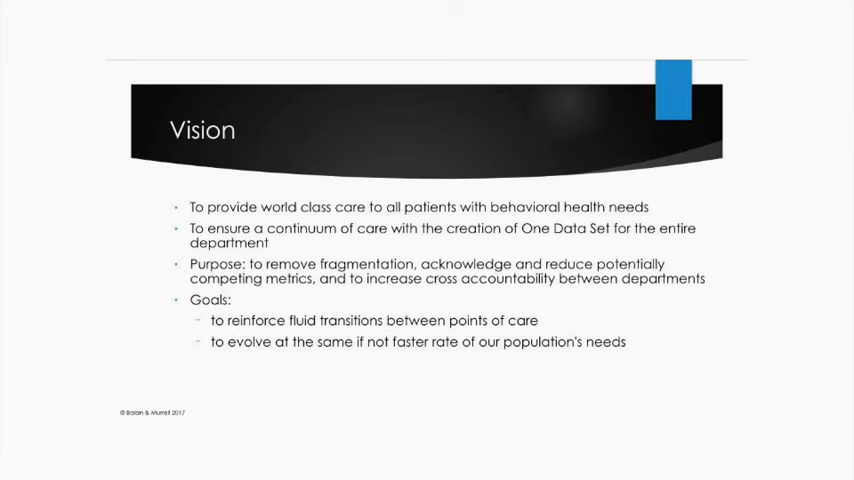 Vision
• To provide world class care to all patients with behavioral health needs
• To ensure a continuum of care with the creation of One Data Set for the entire
department
• Purpose: to remove fragmentation, acknowledge and reduce potentially
competing metrics, and to increase cross accountability between departments
• Goals:
– to reinforce fluid transitions between points of care
– to evolve at the same if not faster rate of our population's needs
© Balan & Murrell 2017